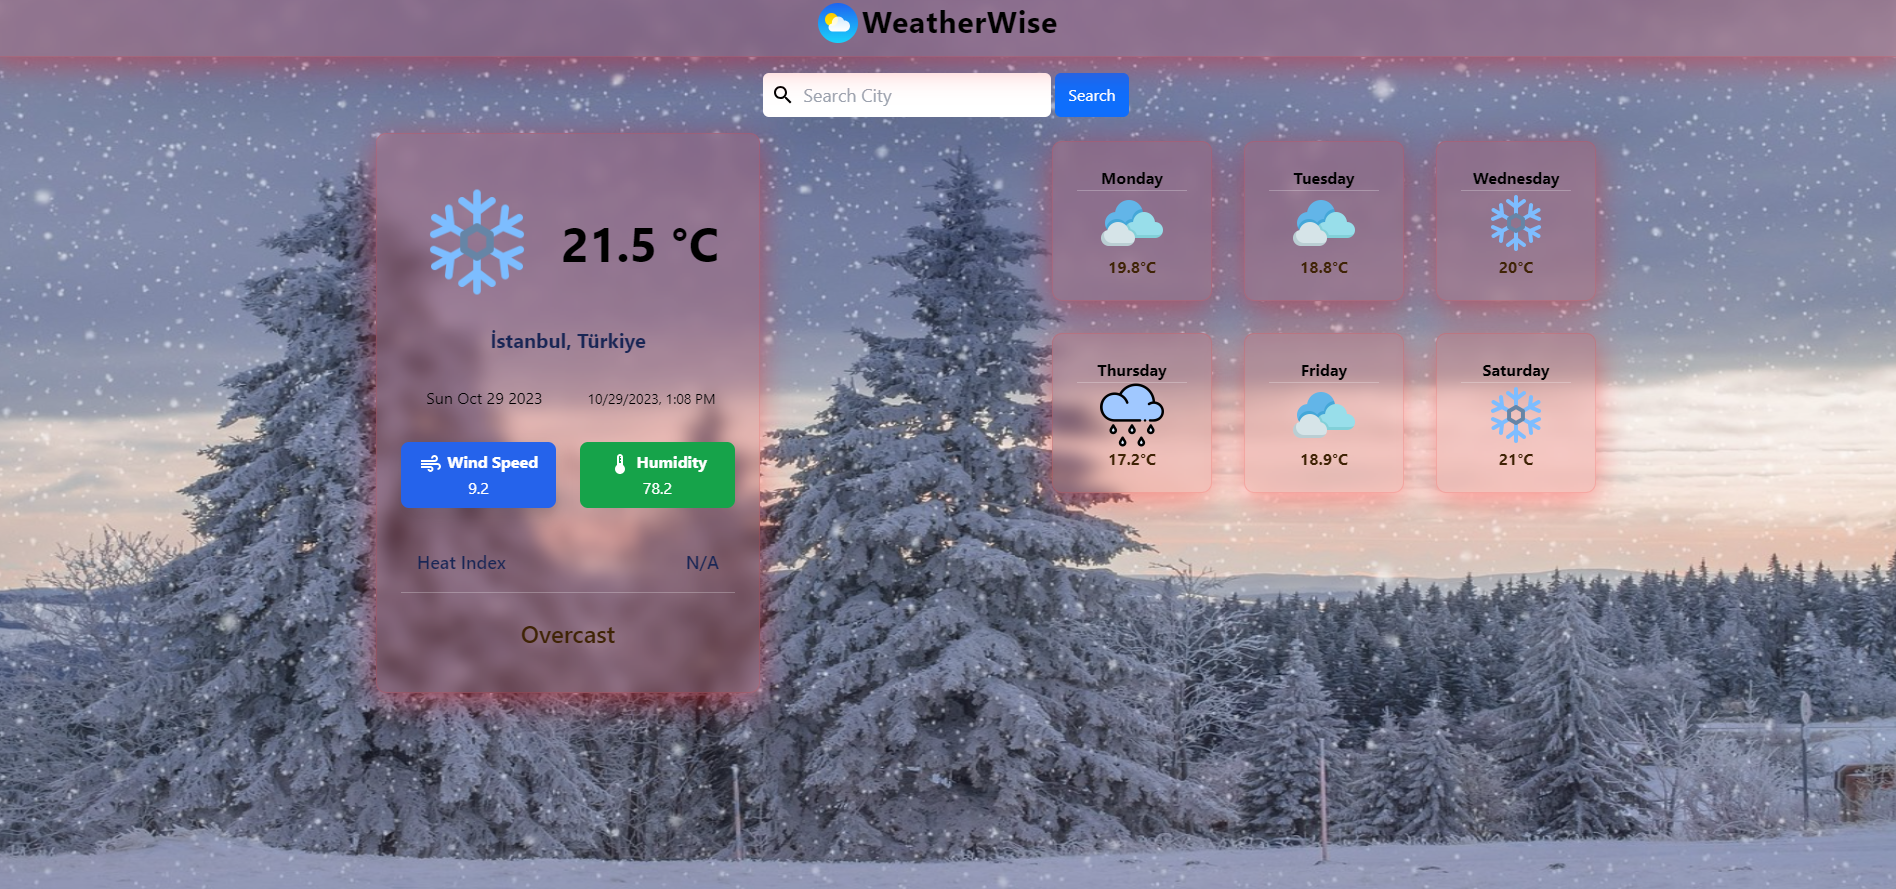 WeatherWise
Search City
Search
21.5 °C
İstanbul, Türkiye
Sun Oct 29 2023
10/29/2023, 1:08 PM
Wind Speed
9.2
Humidity
78.2
Heat Index
N/A
Overcast
Monday
19.8°C
Tuesday
18.8°C
Wednesday
20°C
Thursday
17.2°C
Friday
18.9°C
Saturday
21°C